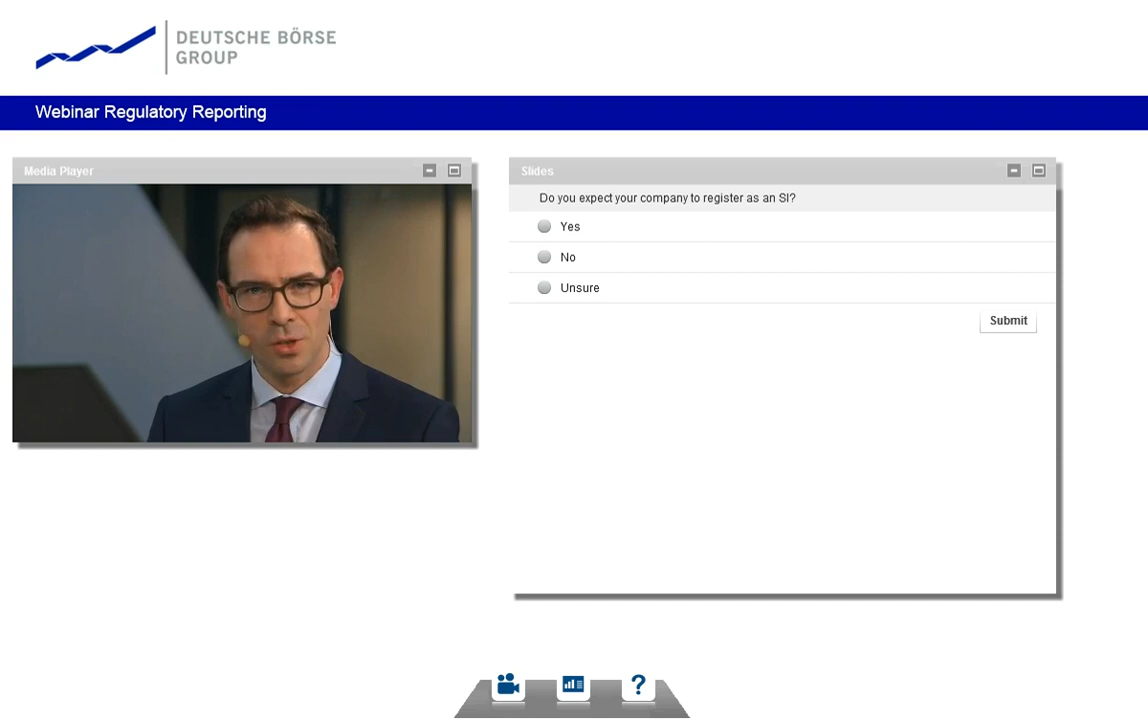 DEUTSCHE BÖRSE
GROUP
Webinar Regulatory Reporting
Media Player
Slides
Do you expect your company to register as an SI?
Yes
No
Unsure
Submit
?